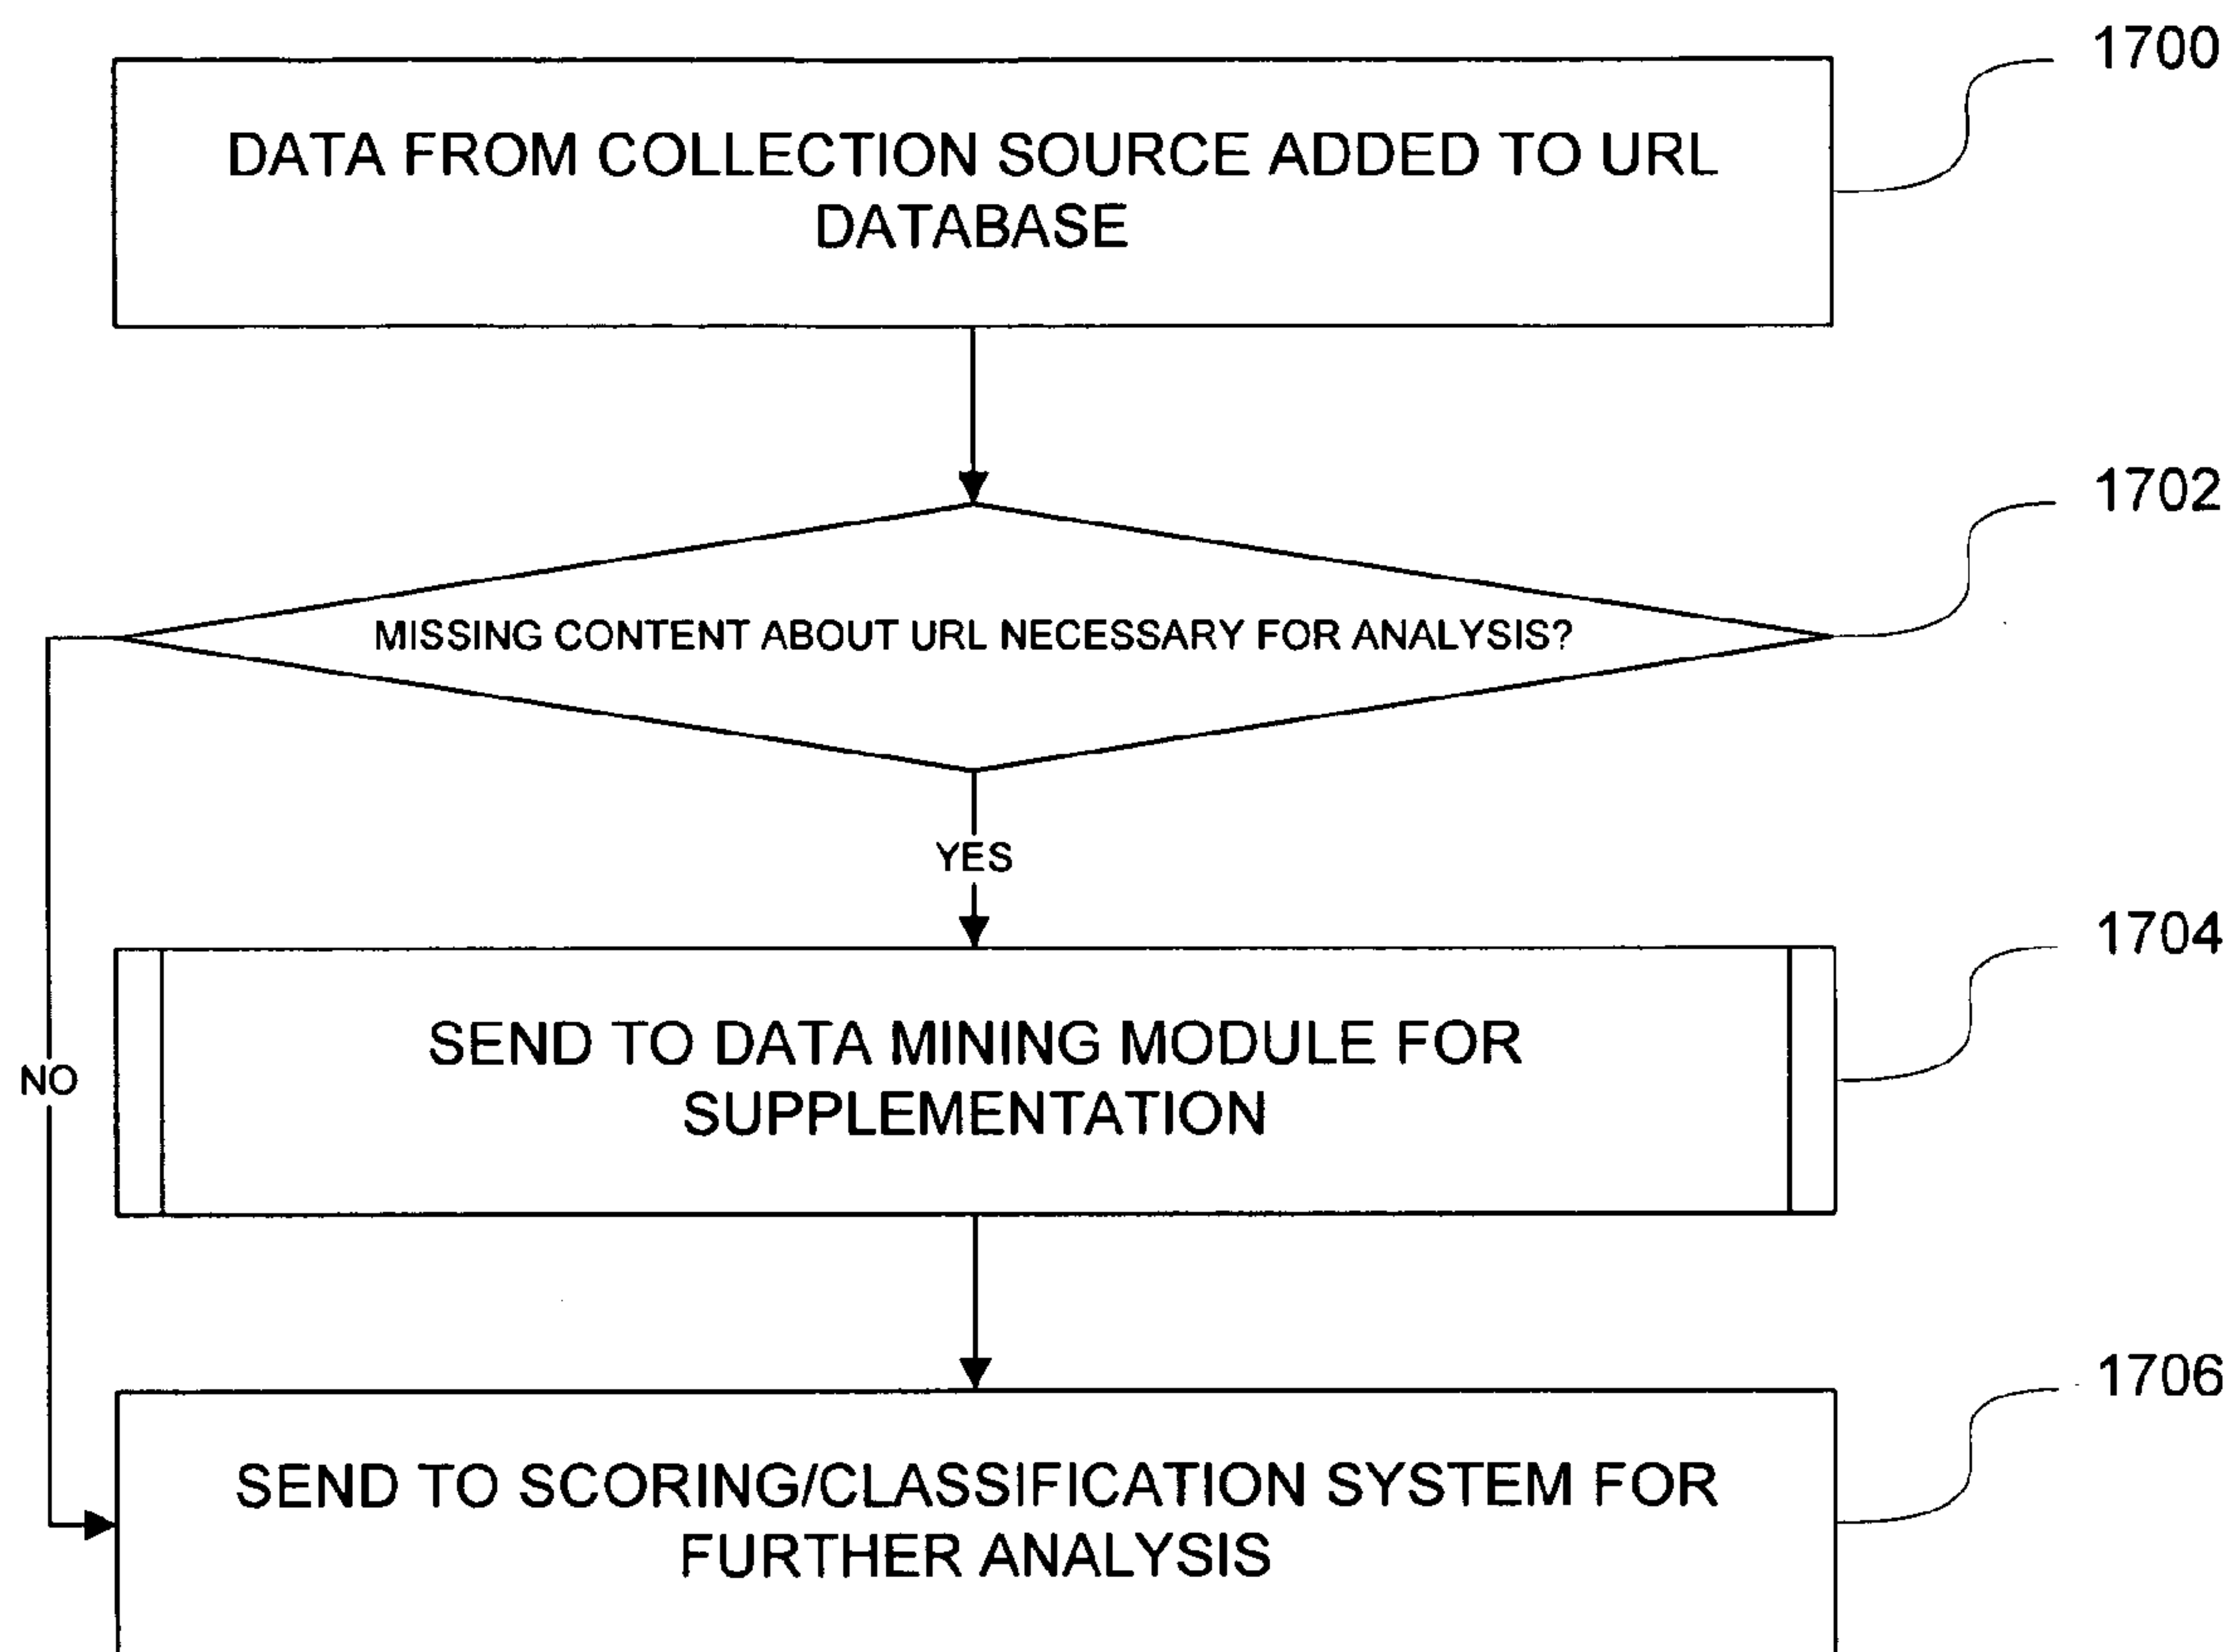 1700
DATA FROM COLLECTION SOURCE ADDED TO URL
DATABASE
1702
MISSING CONTENT ABOUT URL NECESSARY FOR ANALYSIS?
YES
1704
SEND TO DATA MINING MODULE FOR
SUPPLEMENTATION
NO
1706
SEND TO SCORING/CLASSIFICATION SYSTEM FOR
FURTHER ANALYSIS